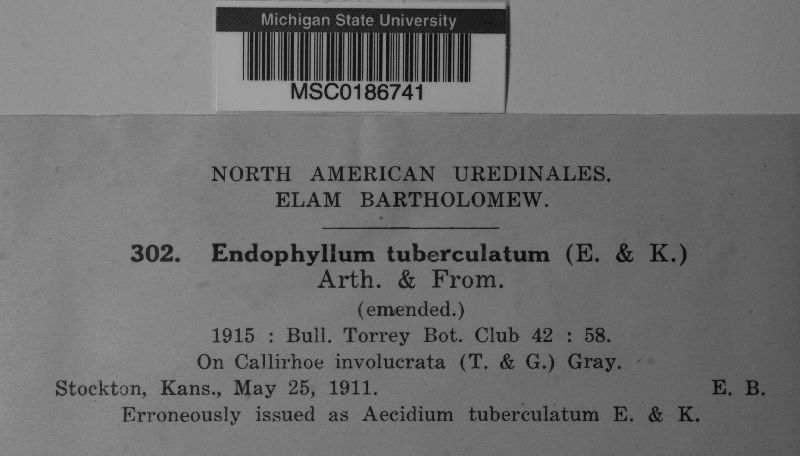 Michigan State University
MSC0186741
NORTH AMERICAN UREDINALES.
ELAM BARTHOLOMEW.
302. Endophyllum tuberculatum (E. & K.)
Arth. & From.
(emended.)
1915 : Bull. Torrey Bot. Club 42 : 58.
On Callirhoe involucrata (T. & G.) Gray.
Stockton, Kans., May 25, 1911. E. B.
Erroneously issued as Aecidium tuberculatum E. & K.